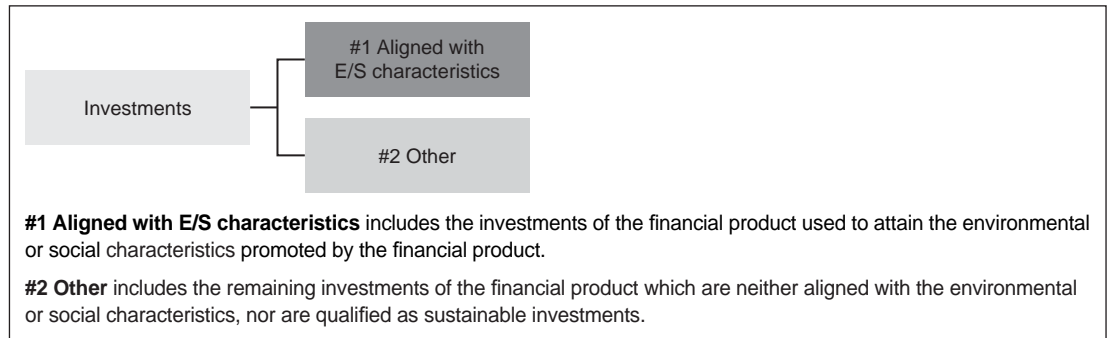 #1 Aligned with
E/S characteristics
Investments
#2 Other
#1 Aligned with E/S characteristics includes the investments of the financial product used to attain the environmental
or social characteristics promoted by the financial product.
#2 Other includes the remaining investments of the financial product which are neither aligned with the environmental
or social characteristics, nor are qualified as sustainable investments.